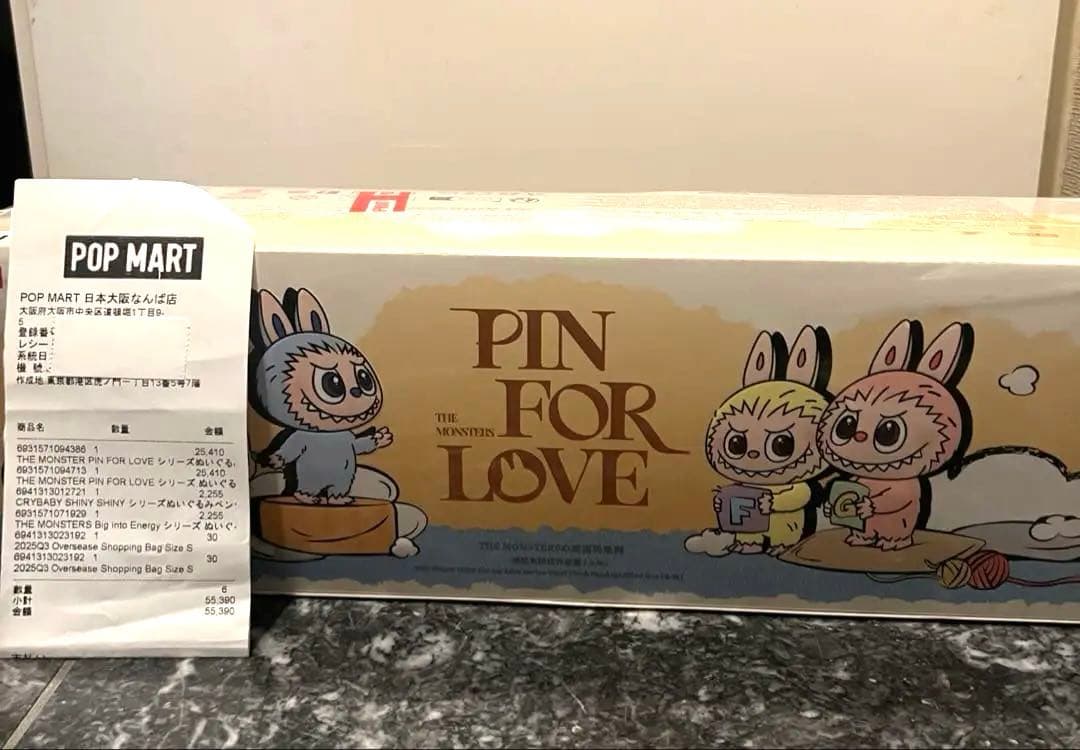 POP MART
POP MART 日本大阪なんば店
大阪府大阪市中央区道頓堀1丁目9-
5
登録番号
レシー
系統日
機 號
作成地 東京都港区虎ノ門一丁目13番5号7階
商品名 数量 金額
6931571094386 1 25,410
THE MONSTER PIN FOR LOVE シリーズぬいぐる
6931571094713 1 25,410
THE MONSTER PIN FOR LOVE シリーズ ぬいぐる
6941313012721 1 2,255
CRYBABY SHINY SHINY シリーズぬいぐるみペン
6931571071929 1 2,255
THE MONSTERS Big into Energy シリーズ ぬいぐ
6941313023192 1 30
2025Q3 Oversease Shopping Bag Size S
6941313023192 1 30
2025Q3 Oversease Shopping Bag Size S
数量 6
小計 55,390
金額 55,390
PIN
FOR
THE
MONSTERS
LOVE
F
G